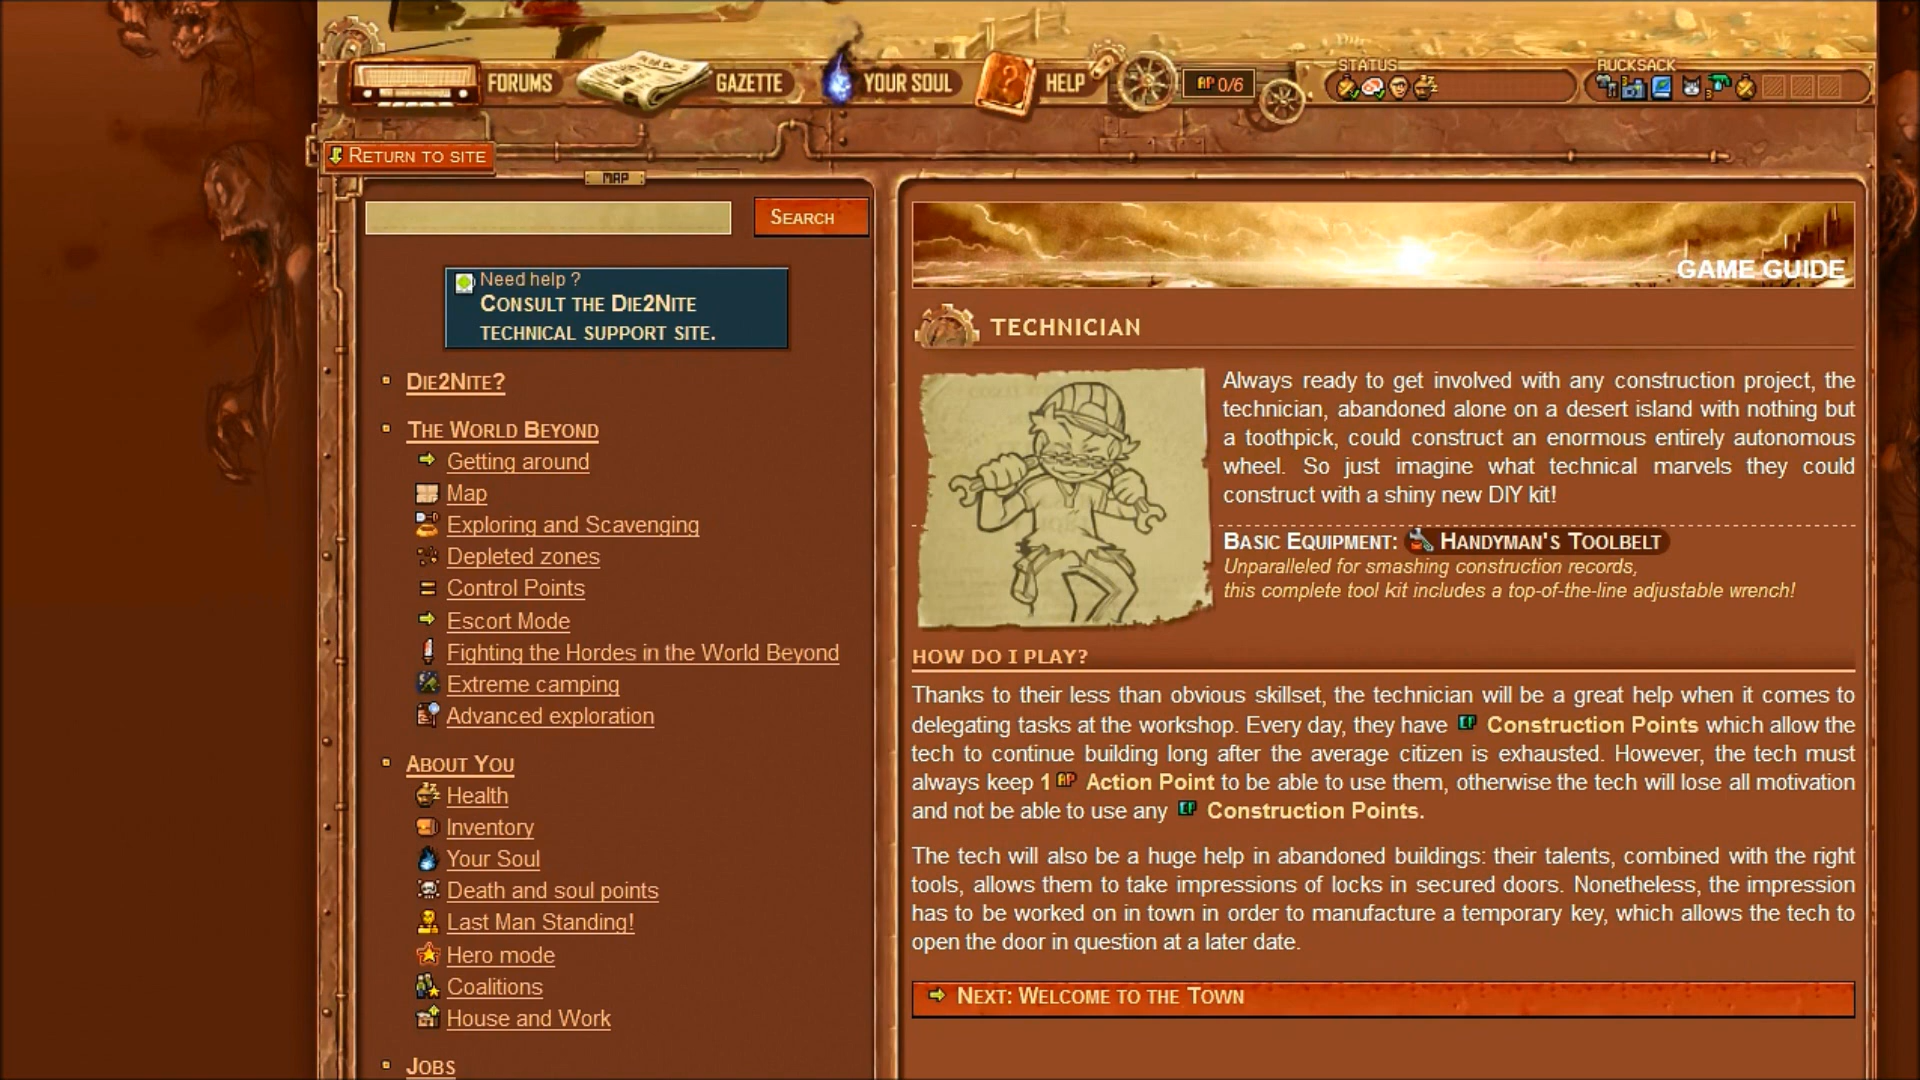 FORUMS
GAZETTE
YOUR SOUL
HELP
AP 0/6
STATUS
RUCKSACK
RETURN TO SITE
MAP
SEARCH
Need help ?
CONSULT THE DIE2NITE
TECHNICAL SUPPORT SITE.
DIE2NITE?
THE WORLD BEYOND
Getting around
Map
Exploring and Scavenging
Depleted zones
Control Points
Escort Mode
Fighting the Hordes in the World Beyond
Extreme camping
Advanced exploration
ABOUT YOU
Health
Inventory
Your Soul
Death and soul points
Last Man Standing!
Hero mode
Coalitions
House and Work
JOBS
GAME GUIDE
TECHNICIAN
Always ready to get involved with any construction project, the
technician, abandoned alone on a desert island with nothing but
a toothpick, could construct an enormous entirely autonomous
wheel. So just imagine what technical marvels they could
construct with a shiny new DIY kit!
BASIC EQUIPMENT: HANDYMAN'S TOOLBELT
Unparalleled for smashing construction records,
this complete tool kit includes a top-of-the-line adjustable wrench!
HOW DO I PLAY?
Thanks to their less than obvious skillset, the technician will be a great help when it comes to
delegating tasks at the workshop. Every day, they have CP Construction Points which allow the
tech to continue building long after the average citizen is exhausted. However, the tech must
always keep 1 AP Action Point to be able to use them, otherwise the tech will lose all motivation
and not be able to use any CP Construction Points.
The tech will also be a huge help in abandoned buildings: their talents, combined with the right
tools, allows them to take impressions of locks in secured doors. Nonetheless, the impression
has to be worked on in town in order to manufacture a temporary key, which allows the tech to
open the door in question at a later date.
NEXT: WELCOME TO THE TOWN